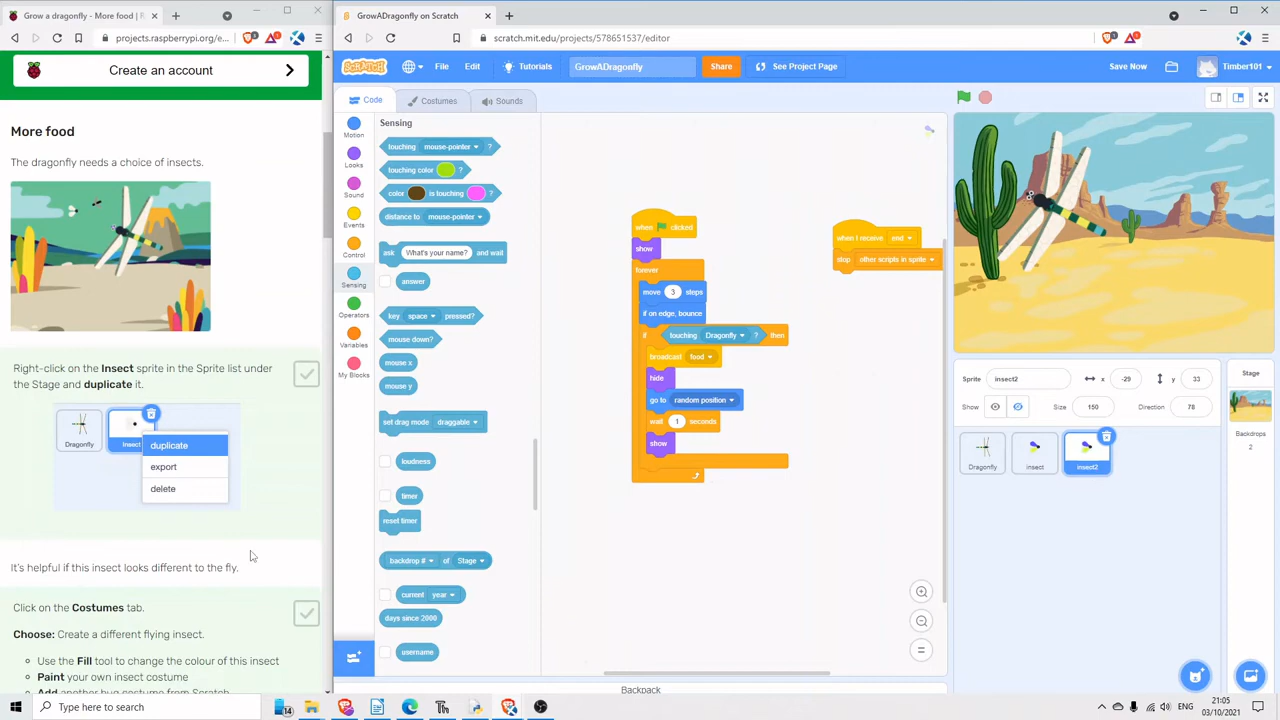 Grow a dragonfly - More food | R
projects.raspberrypi.org/e...
Create an account
More food
The dragonfly needs a choice of insects.
Right-click on the Insect sprite in the Sprite list under
the Stage and duplicate it.
Dragonfly
Insect
duplicate
export
delete
It's helpful if this insect looks different to the fly.
Click on the Costumes tab.
Choose: Create a different flying insect.
Use the Fill tool to change the colour of this insect
Paint your own insect costume
Add another bug costume from Scratch
GrowADragonfly on Scratch
scratch.mit.edu/projects/578651537/editor
SCRATCH
File
Edit
Tutorials
GrowADragonfly
Share
See Project Page
Save Now
Timber101
Code
Costumes
Sounds
Motion
Looks
Sound
Events
Control
Sensing
Operators
Variables
My Blocks
Sensing
touching mouse-pointer ?
touching color ?
color is touching ?
distance to mouse-pointer
ask What's your name? and wait
answer
key space pressed?
mouse down?
mouse x
mouse y
set drag mode draggable
loudness
timer
reset timer
backdrop # of Stage
current year
days since 2000
username
when clicked
show
forever
move 3 steps
if on edge, bounce
if touching Dragonfly ? then
broadcast food
hide
go to random position
wait 1 seconds
show
when I receive end
stop other scripts in sprite
Backpack
Sprite
insect2
x
-29
y
33
Show
Size
150
Direction
78
Dragonfly
Insect
insect2
Stage
Backdrops
2
Type here to search
14
ENG
21:05
03/10/2021